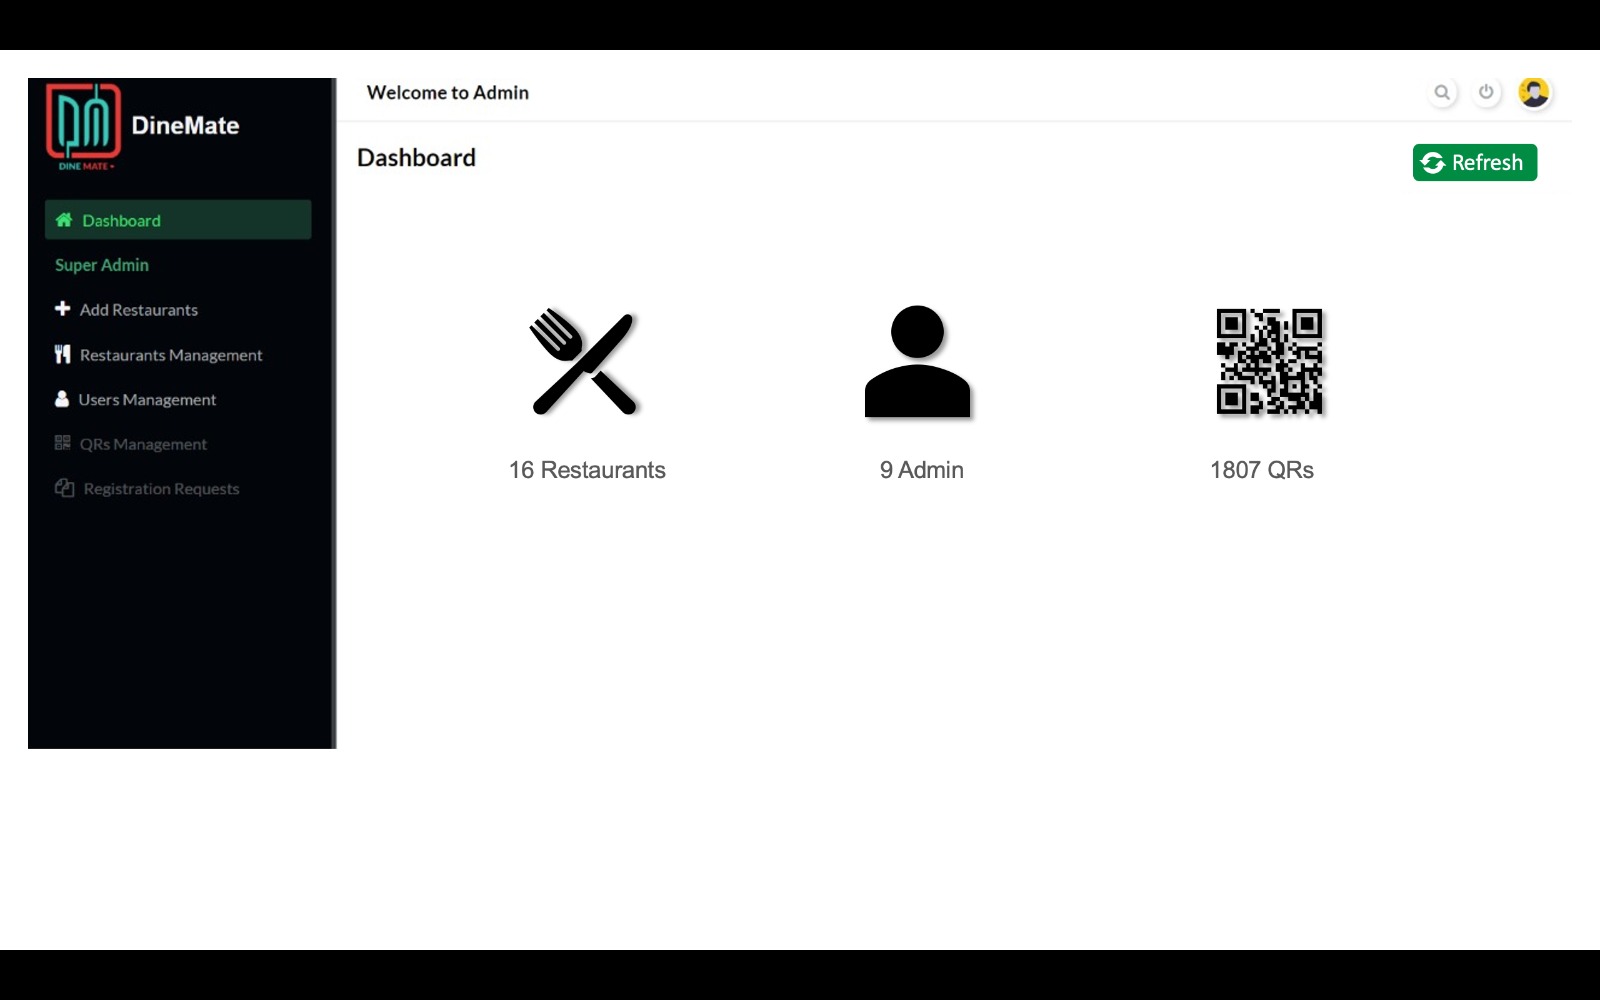 DINE MATE
DineMate
Welcome to Admin
Dashboard
Refresh
Dashboard
Super Admin
Add Restaurants
Restaurants Management
Users Management
QRs Management
Registration Requests
16 Restaurants
9 Admin
1807 QRs